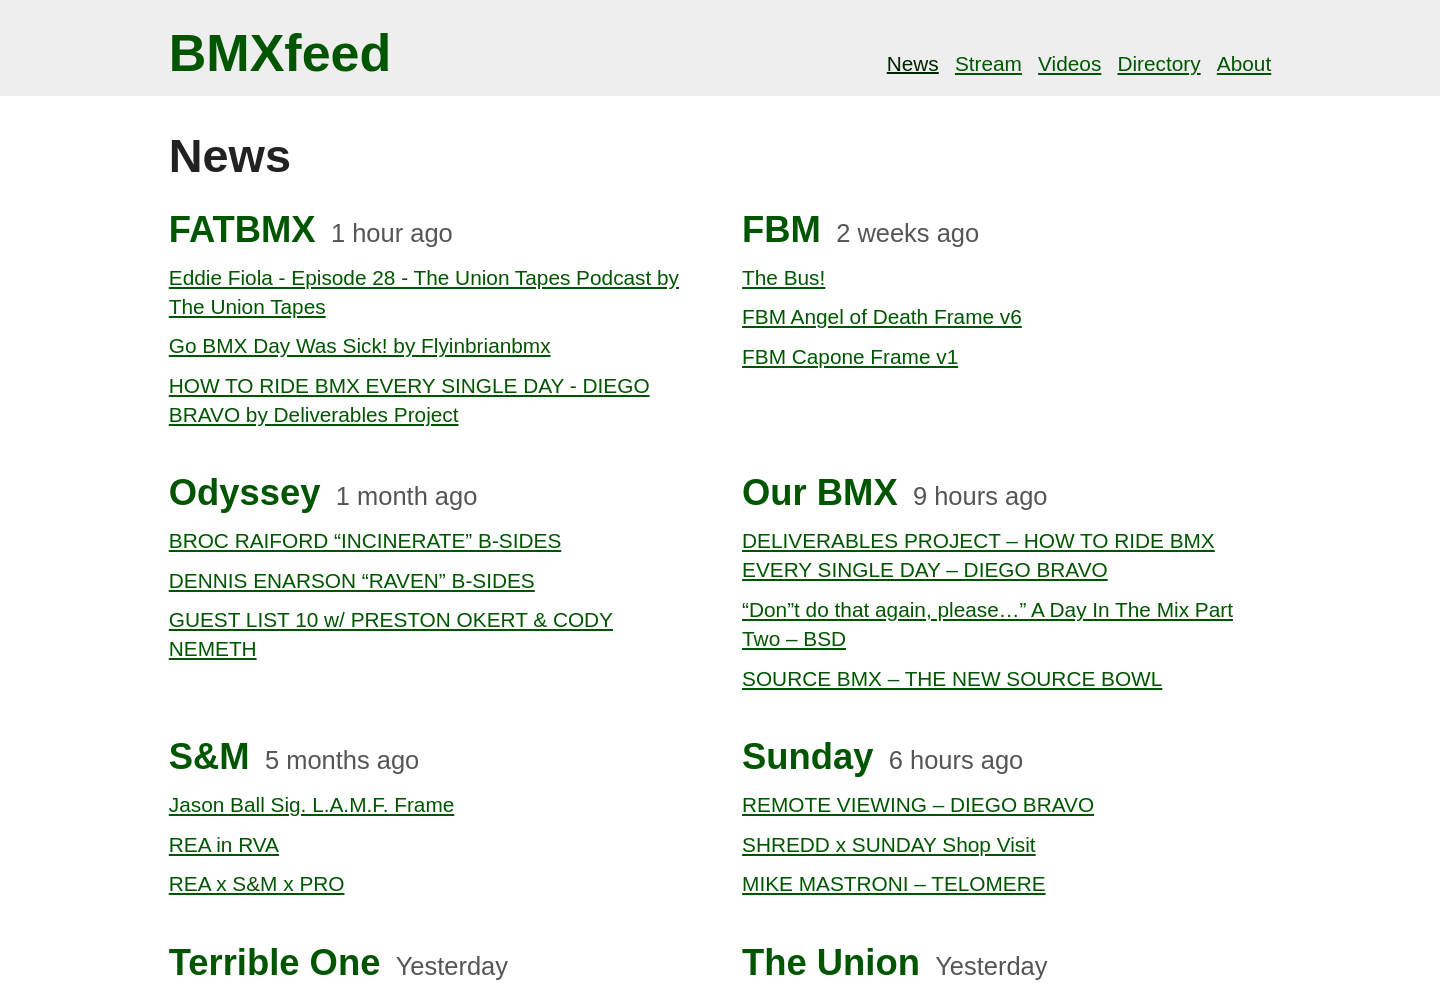 BMXfeed
News Stream Videos Directory About
News
FATBMX 1 hour ago
Eddie Fiola - Episode 28 - The Union Tapes Podcast by
The Union Tapes
Go BMX Day Was Sick! by Flyinbrianbmx
HOW TO RIDE BMX EVERY SINGLE DAY - DIEGO
BRAVO by Deliverables Project
FBM 2 weeks ago
The Bus!
FBM Angel of Death Frame v6
FBM Capone Frame v1
Odyssey 1 month ago
BROC RAIFORD “INCINERATE” B-SIDES
DENNIS ENARSON “RAVEN” B-SIDES
GUEST LIST 10 w/ PRESTON OKERT & CODY
NEMETH
Our BMX 9 hours ago
DELIVERABLES PROJECT – HOW TO RIDE BMX
EVERY SINGLE DAY – DIEGO BRAVO
“Don”t do that again, please…” A Day In The Mix Part
Two – BSD
SOURCE BMX – THE NEW SOURCE BOWL
S&M 5 months ago
Jason Ball Sig. L.A.M.F. Frame
REA in RVA
REA x S&M x PRO
Sunday 6 hours ago
REMOTE VIEWING – DIEGO BRAVO
SHREDD x SUNDAY Shop Visit
MIKE MASTRONI – TELOMERE
Terrible One Yesterday
The Union Yesterday